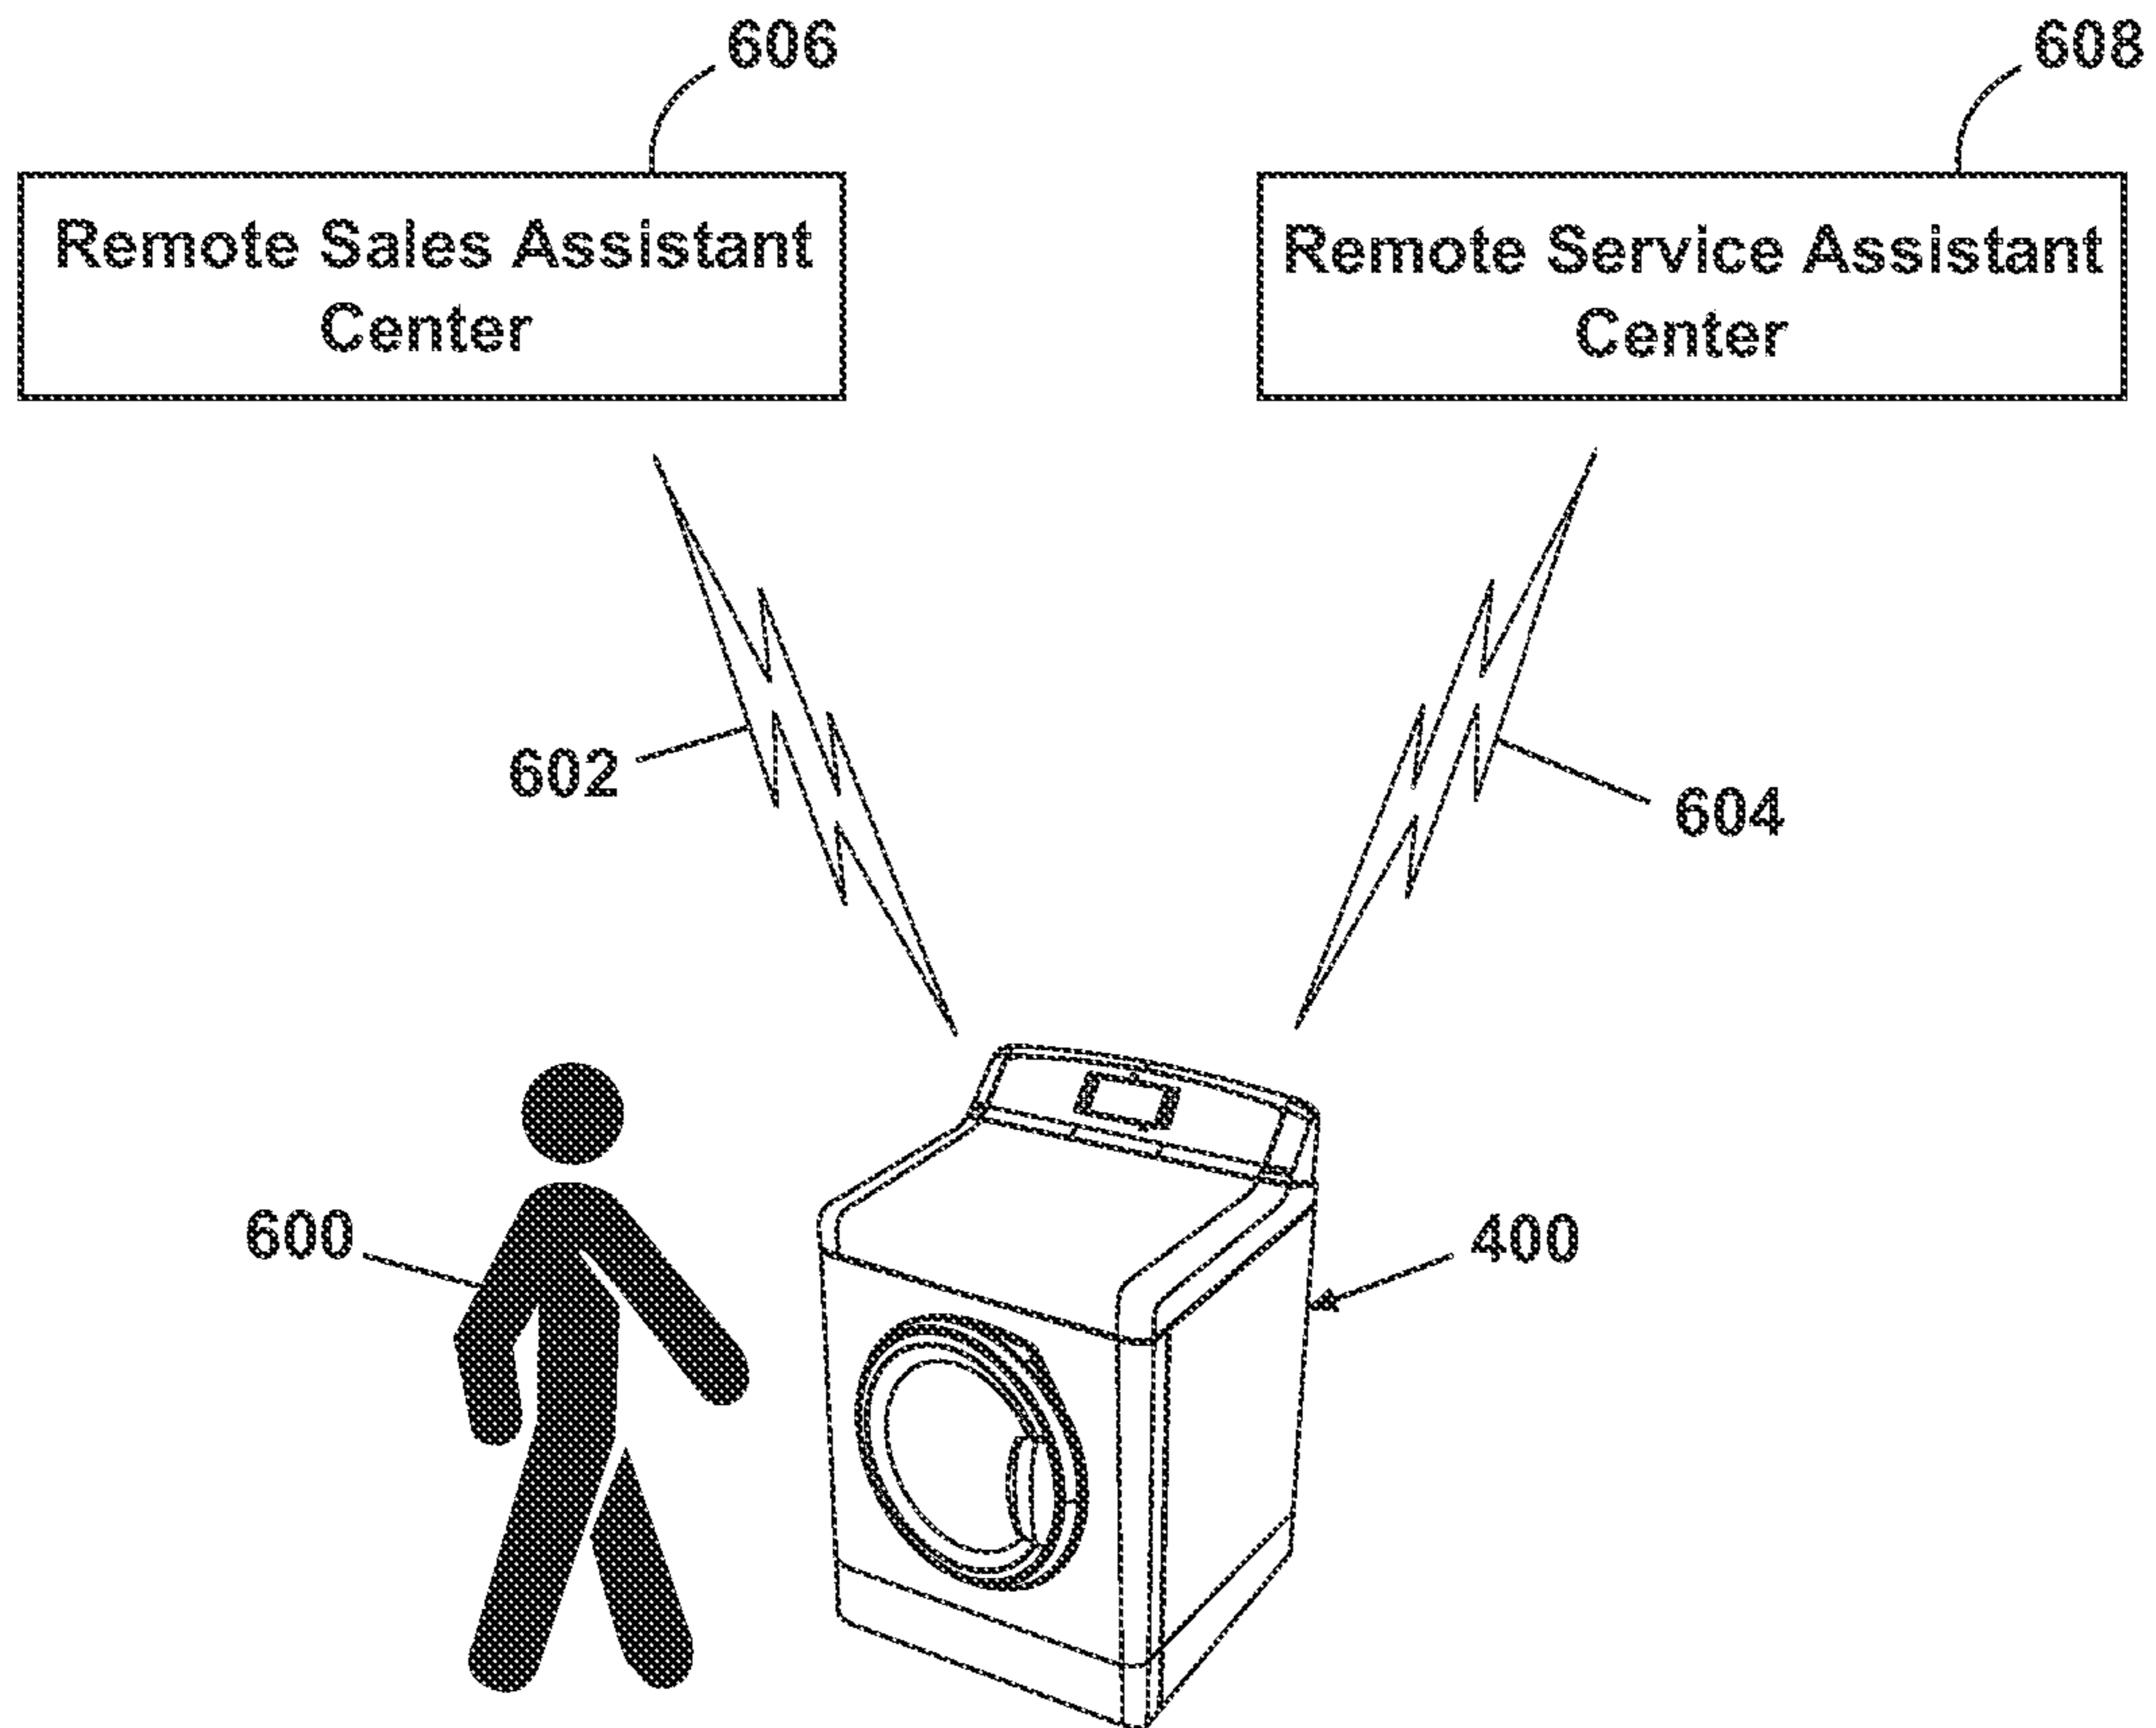 606
608
Remote Sales Assistant
Center
Remote Service Assistant
Center
602
604
600
400